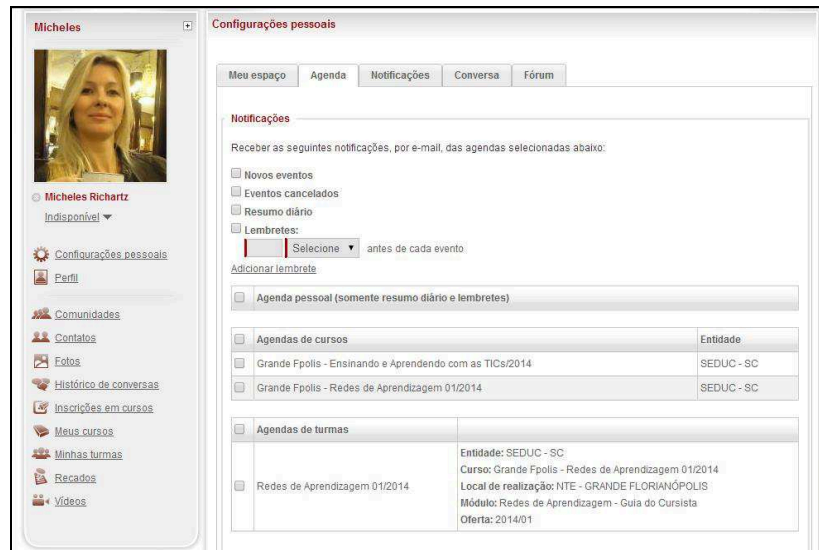 Micheles
Micheles Richartz
Indisponível
Configurações pessoais
Perfil
Comunidades
Contatos
Fotos
Histórico de conversas
Inscrições em cursos
Meus cursos
Minhas turmas
Recados
Vídeos
Configurações pessoais
Meu espaço Agenda Notificações Conversa Fórum
Notificações
Receber as seguintes notificações, por e-mail, das agendas selecionadas abaixo:
Novos eventos
Eventos cancelados
Resumo diário
Lembretes:
Selecione antes de cada evento
Adicionar lembrete
Agenda pessoal (somente resumo diário e lembretes)
Agendas de cursos Entidade
Grande Fpolis - Ensinando e Aprendendo com as TICs/2014 SEDUC - SC
Grande Fpolis - Redes de Aprendizagem 01/2014 SEDUC - SC
Agendas de turmas
Redes de Aprendizagem 01/2014
Entidade: SEDUC - SC
Curso: Grande Fpolis - Redes de Aprendizagem 01/2014
Local de realização: NTE - GRANDE FLORIANÓPOLIS
Módulo: Redes de Aprendizagem - Guia do Cursista
Oferta: 2014/01